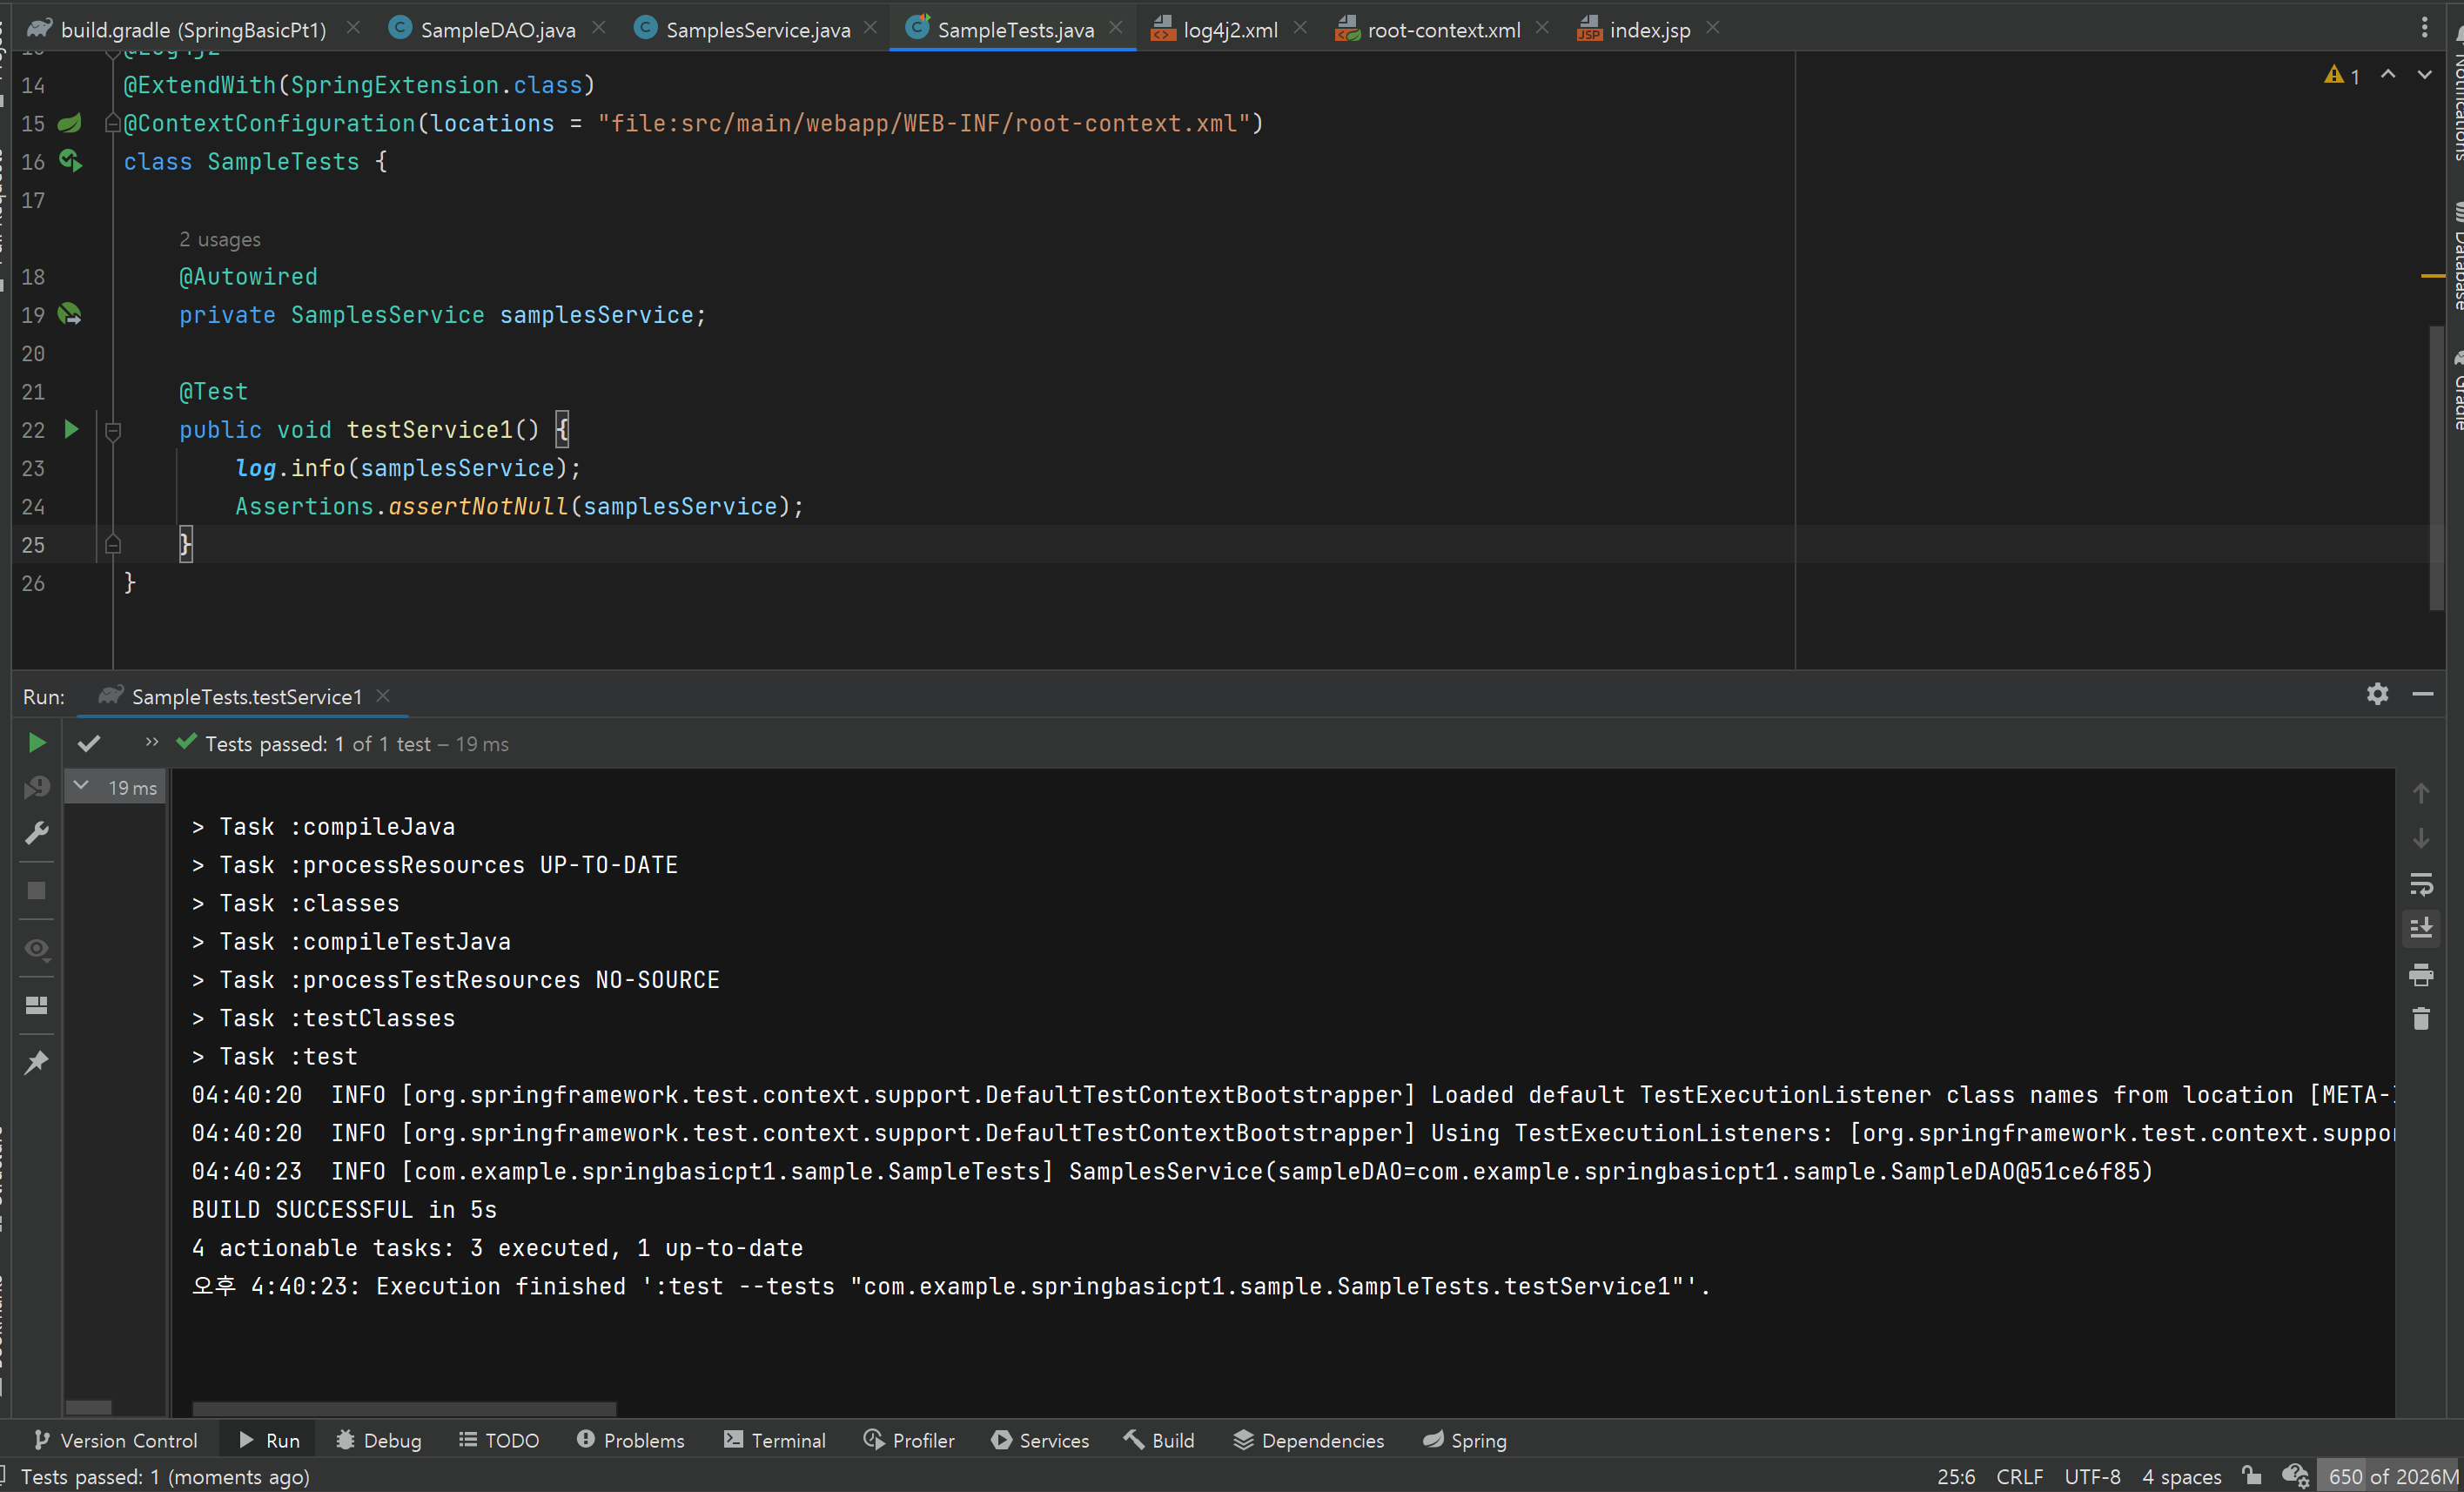 build.gradle (SpringBasicPt1) SampleDAO.java SamplesService.java SampleTests.java log4j2.xml root-context.xml index.jsp
14 @ExtendWith(SpringExtension.class)
15 @ContextConfiguration(locations = "file:src/main/webapp/WEB-INF/root-context.xml")
16 class SampleTests {
17
2 usages
18 @Autowired
19 private SamplesService samplesService;
20
21 @Test
22 public void testService1() {
23 log.info(samplesService);
24 Assertions.assertNotNull(samplesService);
25 }
26 }
1
Notifications
Database
Gradle
Run: SampleTests.testService1
Tests passed: 1 of 1 test – 19 ms
19 ms
> Task :compileJava
> Task :processResources UP-TO-DATE
> Task :classes
> Task :compileTestJava
> Task :processTestResources NO-SOURCE
> Task :testClasses
> Task :test
04:40:20  INFO [org.springframework.test.context.support.DefaultTestContextBootstrapper] Loaded default TestExecutionListener class names from location [META-
04:40:20  INFO [org.springframework.test.context.support.DefaultTestContextBootstrapper] Using TestExecutionListeners: [org.springframework.test.context.suppor
04:40:23  INFO [com.example.springbasicpt1.sample.SampleTests] SamplesService(sampleDAO=com.example.springbasicpt1.sample.SampleDAO@51ce6f85)
BUILD SUCCESSFUL in 5s
4 actionable tasks: 3 executed, 1 up-to-date
오후 4:40:23: Execution finished ':test --tests "com.example.springbasicpt1.sample.SampleTests.testService1"'.
Version Control Run Debug TODO Problems Terminal Profiler Services Build Dependencies Spring
Tests passed: 1 (moments ago) 25:6 CRLF UTF-8 4 spaces 650 of 2026M